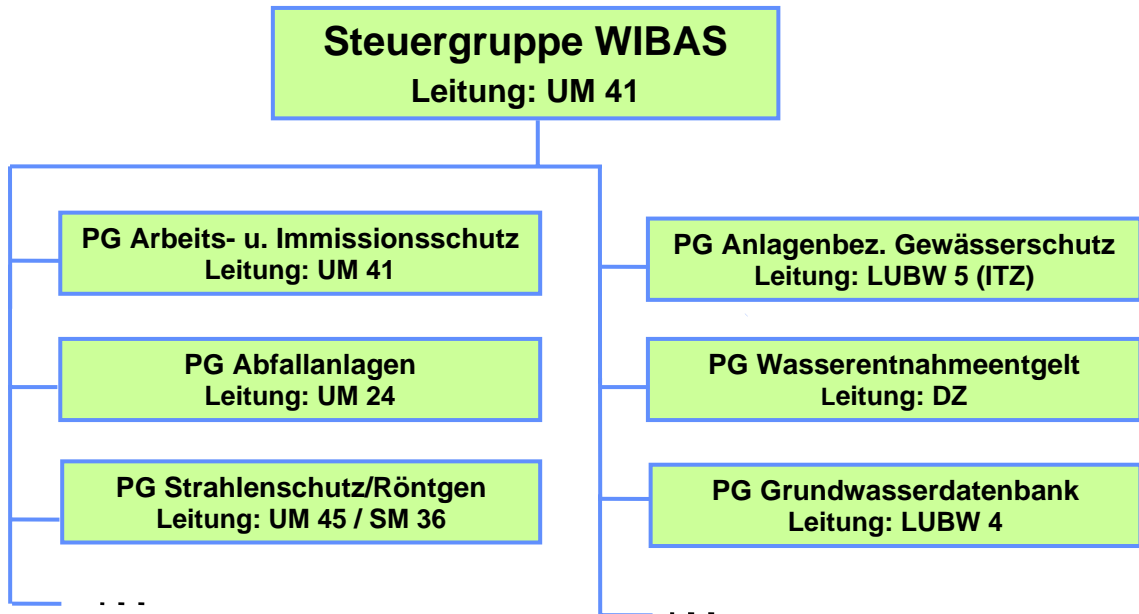 Steuergruppe WIBAS
Leitung: UM 41
PG Arbeits- u. Immissionsschutz
Leitung: UM 41
PG Abfallanlagen
Leitung: UM 24
PG Strahlenschutz/Röntgen
Leitung: UM 45 / SM 36
PG Anlagenbez. Gewässerschutz
Leitung: LUBW 5 (ITZ)
PG Wasserentnahmeentgelt
Leitung: DZ
PG Grundwasserdatenbank
Leitung: LUBW 4